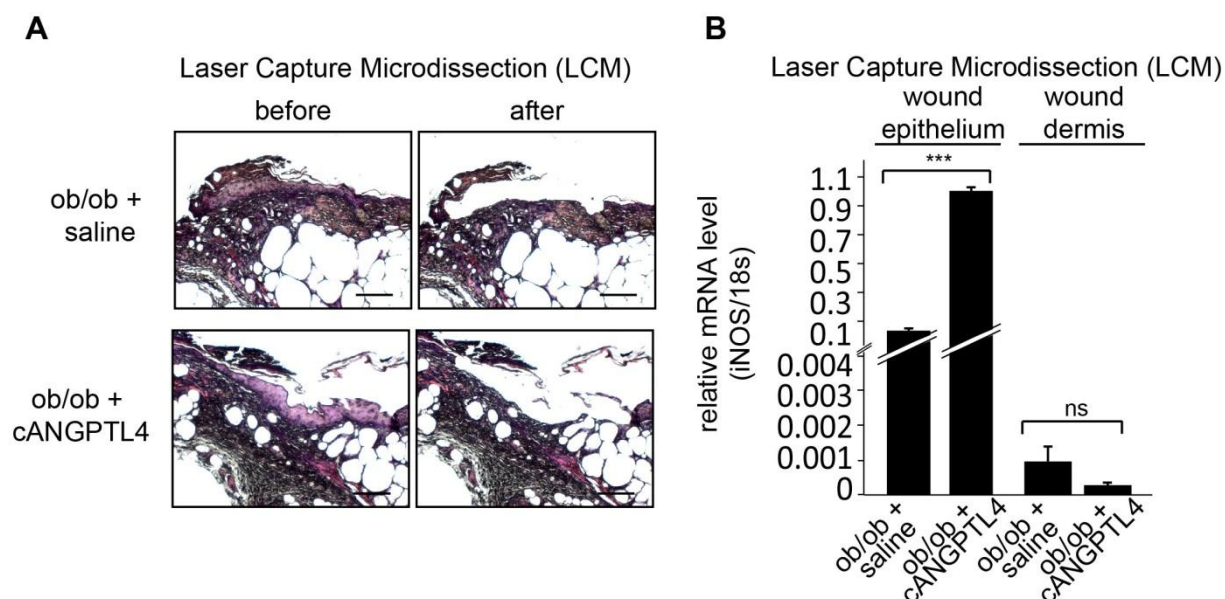 A
Laser Capture Microdissection (LCM)
before
after
ob/ob +
saline
ob/ob +
cANGPTL4
B
Laser Capture Microdissection (LCM)
wound
epithelium
wound
dermis
relative mRNA level
(iNOS/18s)
1.1
0.9
0.7
0.5
0.3
0.1
0.004
0.003
0.002
0.001
0
***
ns
ob/ob +
saline
ob/ob +
cANGPTL4
ob/ob +
saline
ob/ob +
cANGPTL4